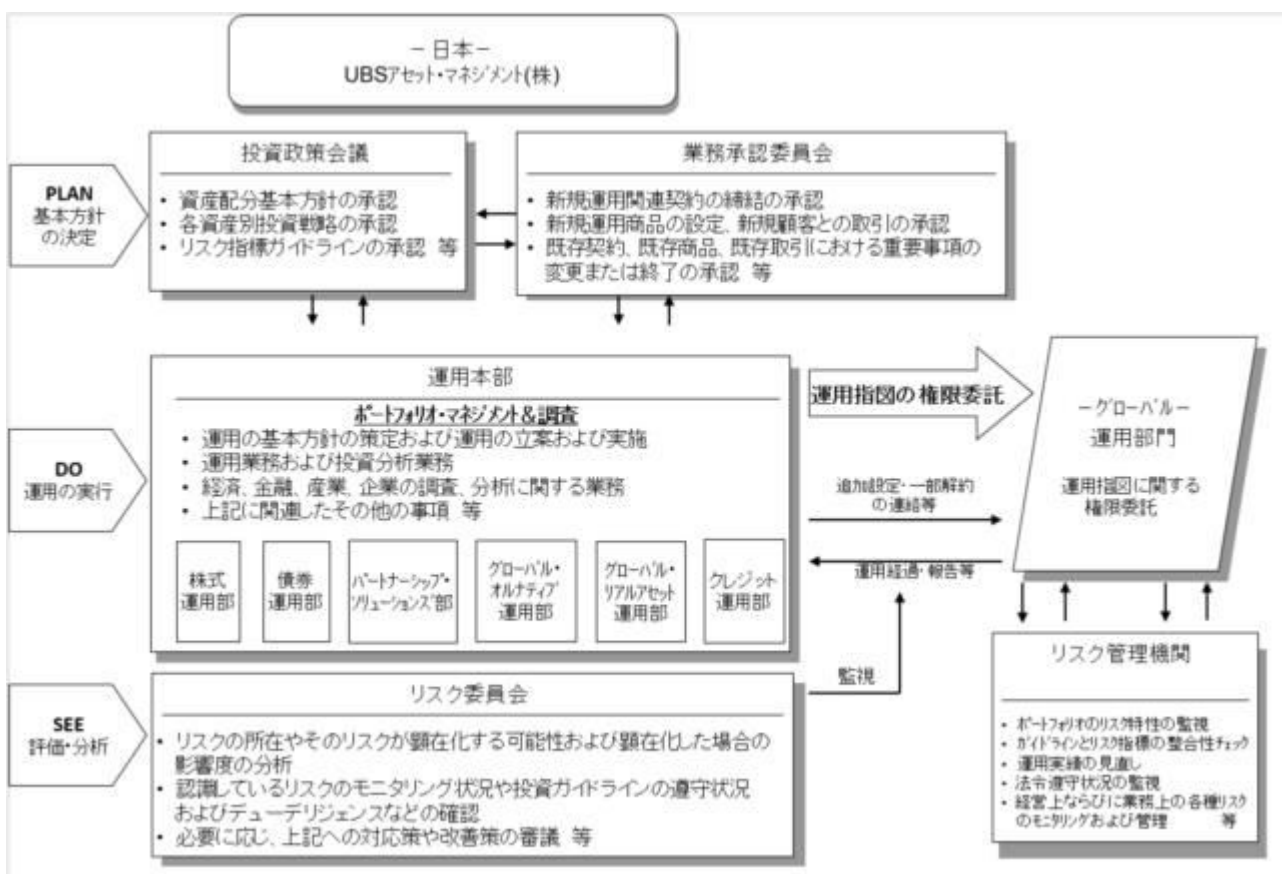 －日本－
UBSアセット・マネジメント(株)
PLAN
基本方針
の決定
投資政策会議
・ 資産配分基本方針の承認
・ 各資産別投資戦略の承認
・ リスク指標ガイドラインの承認 等
業務承認委員会
・ 新規運用関連契約の締結の承認
・ 新規運用商品の設定、新規顧客との取引の承認
・ 既存契約、既存商品、既存取引における重要事項の
変更または終了の承認 等
DO
運用の実行
運用本部
ポートフォリオ・マネジメント＆調査
・ 運用の基本方針の策定および運用の立案および実施
・ 運用業務および投資分析業務
・ 経済、金融、産業、企業の調査、分析に関する業務
・ 上記に関連したその他の事項 等
株式
運用部
債券
運用部
パートナーシップ・
ソリューションズ部
グローバル・
オルナティブ
運用部
グローバル・
リアルアセット
運用部
クレジット
運用部
運用指図の権限委託
追加設定・一部解約
の連絡等
運用経過・報告等
監視
－グローバル－
運用部門
運用指図に関する
権限委託
SEE
評価・分析
リスク委員会
・ リスクの所在やそのリスクが顕在化する可能性および顕在化した場合の
影響度の分析
・ 認識しているリスクのモニタリング状況や投資ガイドラインの遵守状況
およびデューデリジェンスなどの確認
・ 必要に応じ、上記への対応策や改善策の審議 等
リスク管理機関
・ ポートフォリオのリスク特性の監視
・ ガイドラインとリスク指標の整合性チェック
・ 運用実績の見直し
・ 法令遵守状況の監視
・ 経営上ならびに業務上の各種リスク
のモニタリングおよび管理 等